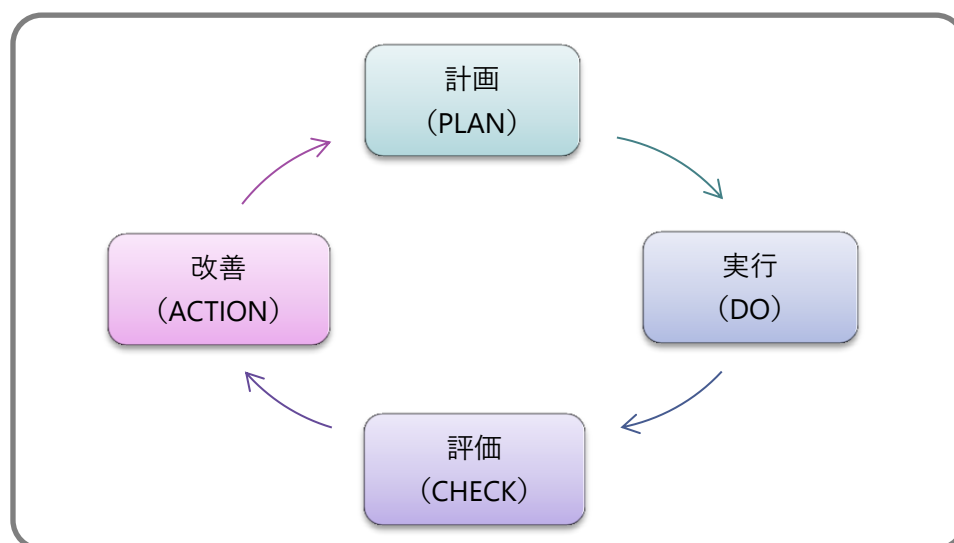 計画
（PLAN）
実行
（DO）
評価
（CHECK）
改善
（ACTION）